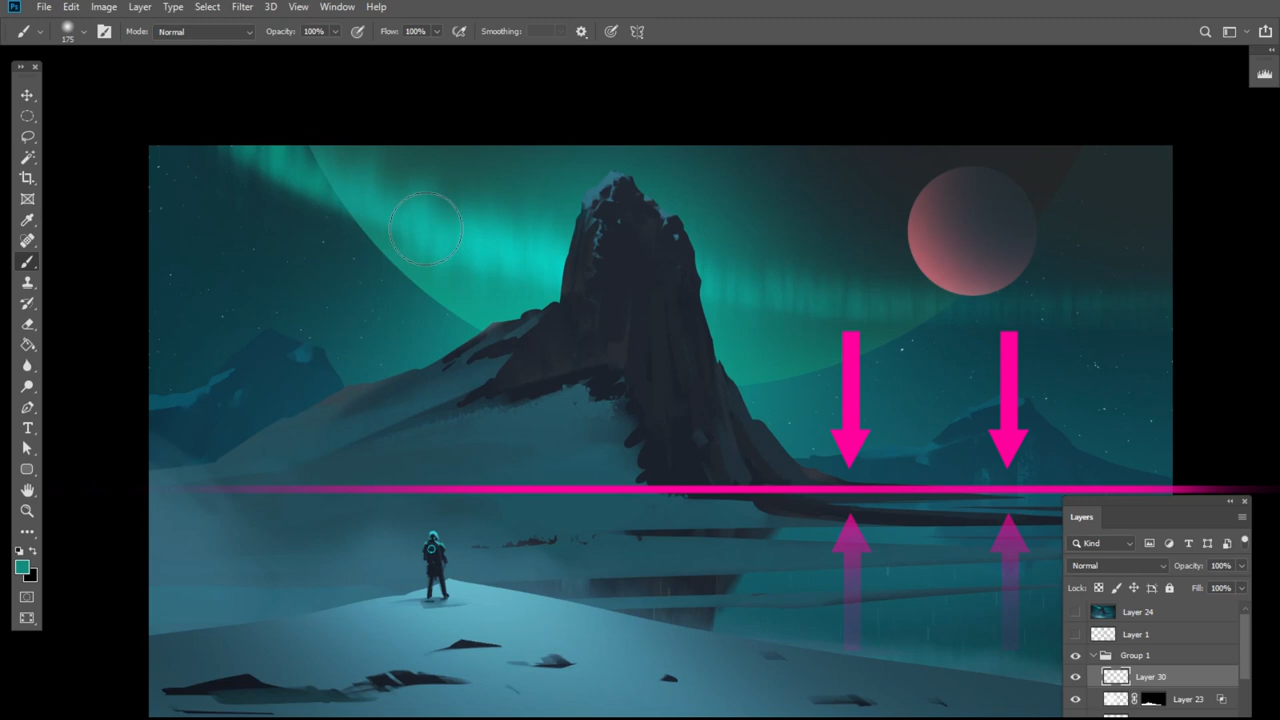 Ps File Edit Image Layer Type Select Filter 3D View Window Help
175 Mode: Normal Opacity: 100% Flow: 100% Smoothing:
Layers
Kind
Normal Opacity: 100%
Lock: Fill: 100%
Layer 24
Layer 1
Group 1
Layer 30
Layer 23